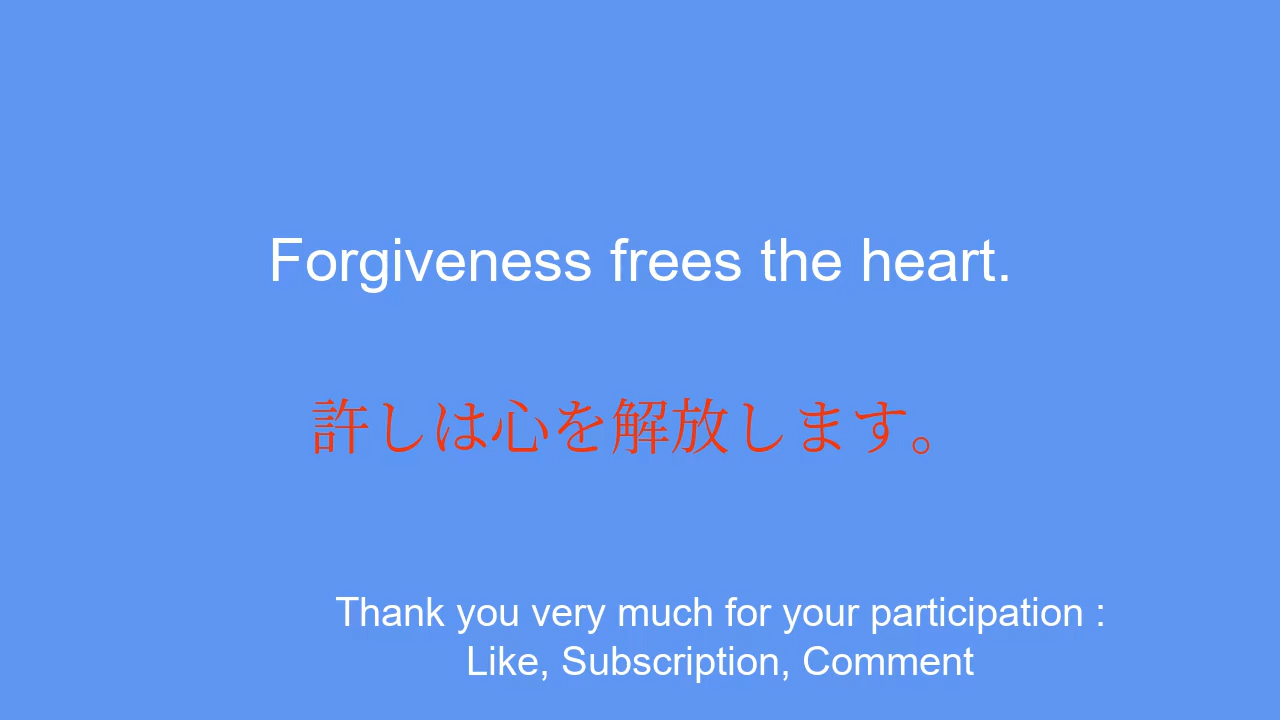 Forgiveness frees the heart.
許しは心を解放します。
Thank you very much for your participation :
Like, Subscription, Comment